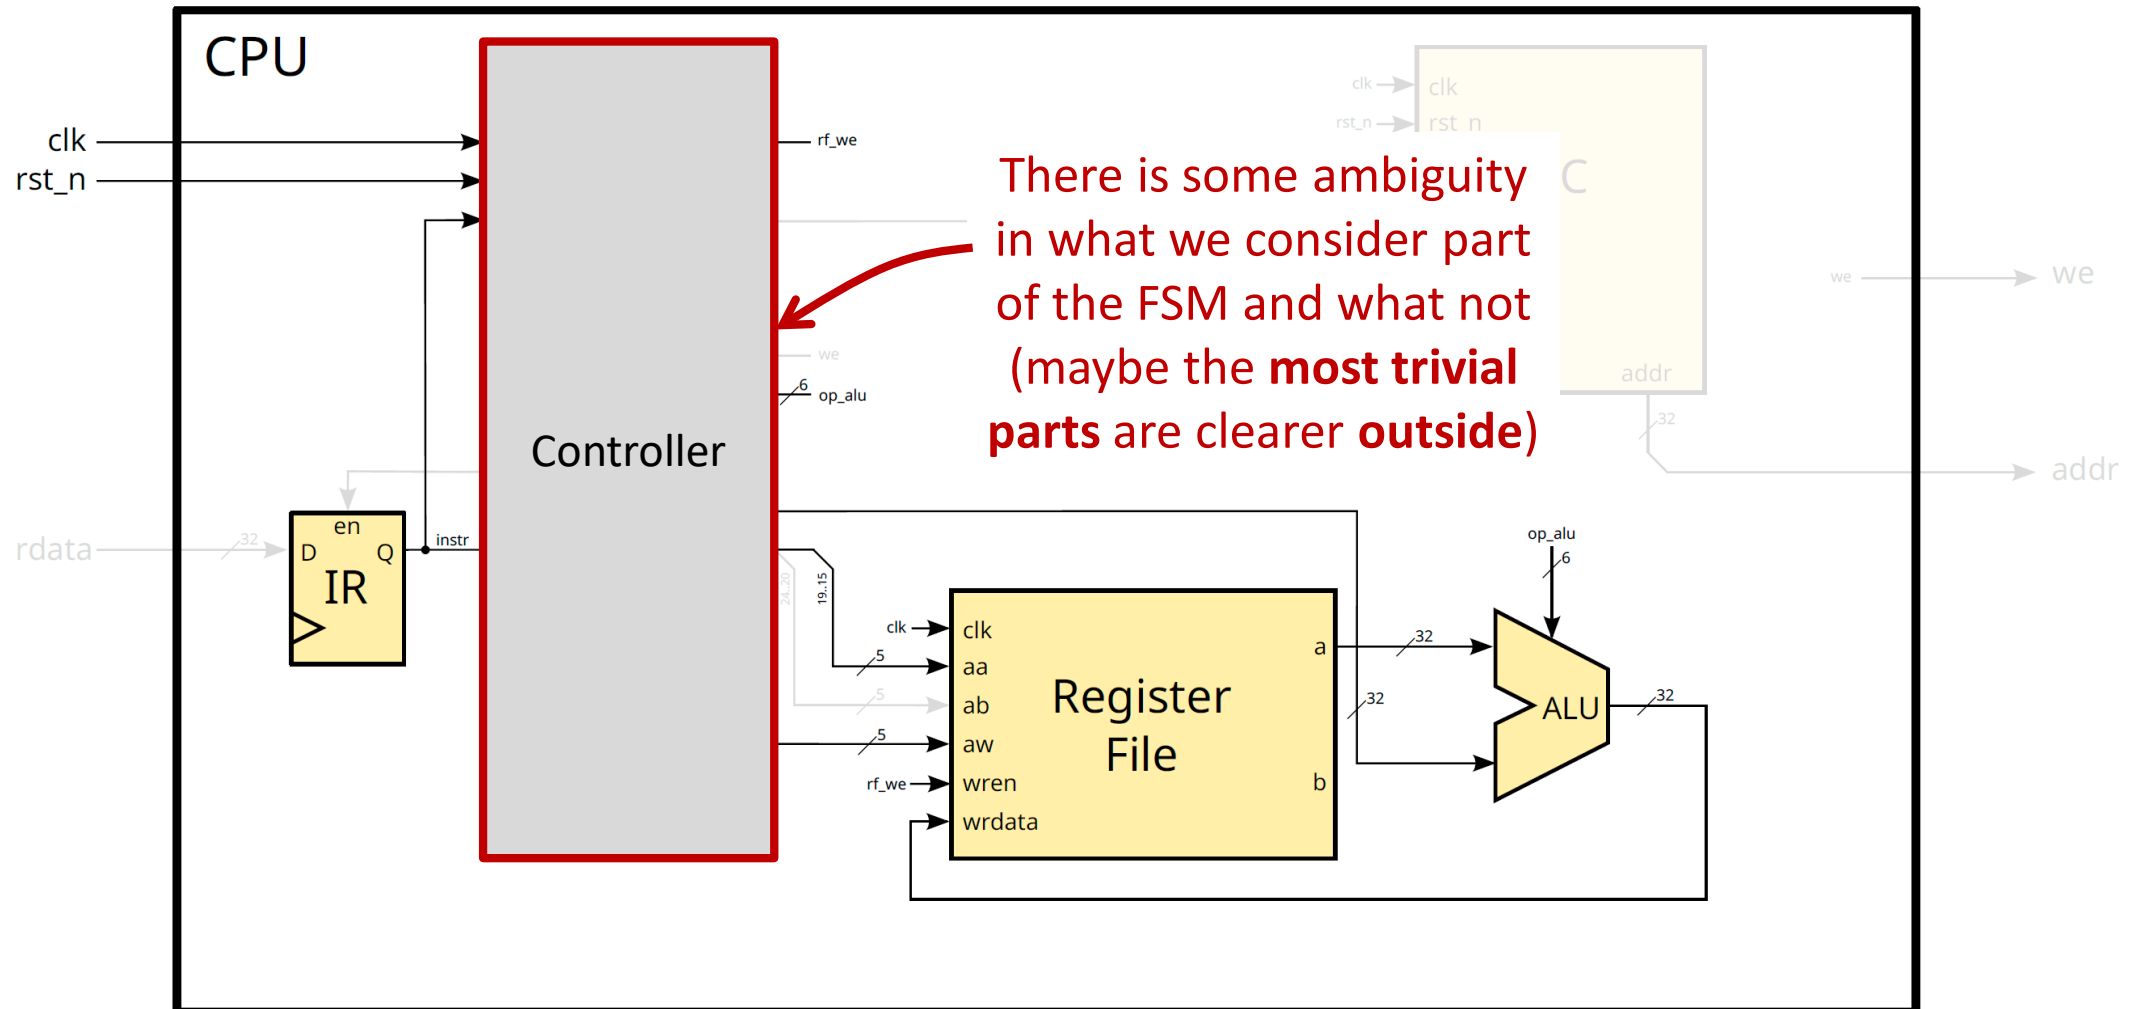 CPU
clk
rst_n
Controller
rf_we
we
6
op_alu
clk
clk
rst_n
rst_n
C
addr
32
There is some ambiguity
in what we consider part
of the FSM and what not
(maybe the most trivial
parts are clearer outside)
we
we
addr
rdata
32
en
D
Q
IR
instr
24..20
19..15
clk
clk
5
aa
5
ab
5
aw
rf_we
wren
wrdata
Register
File
a
b
32
32
op_alu
6
ALU
32